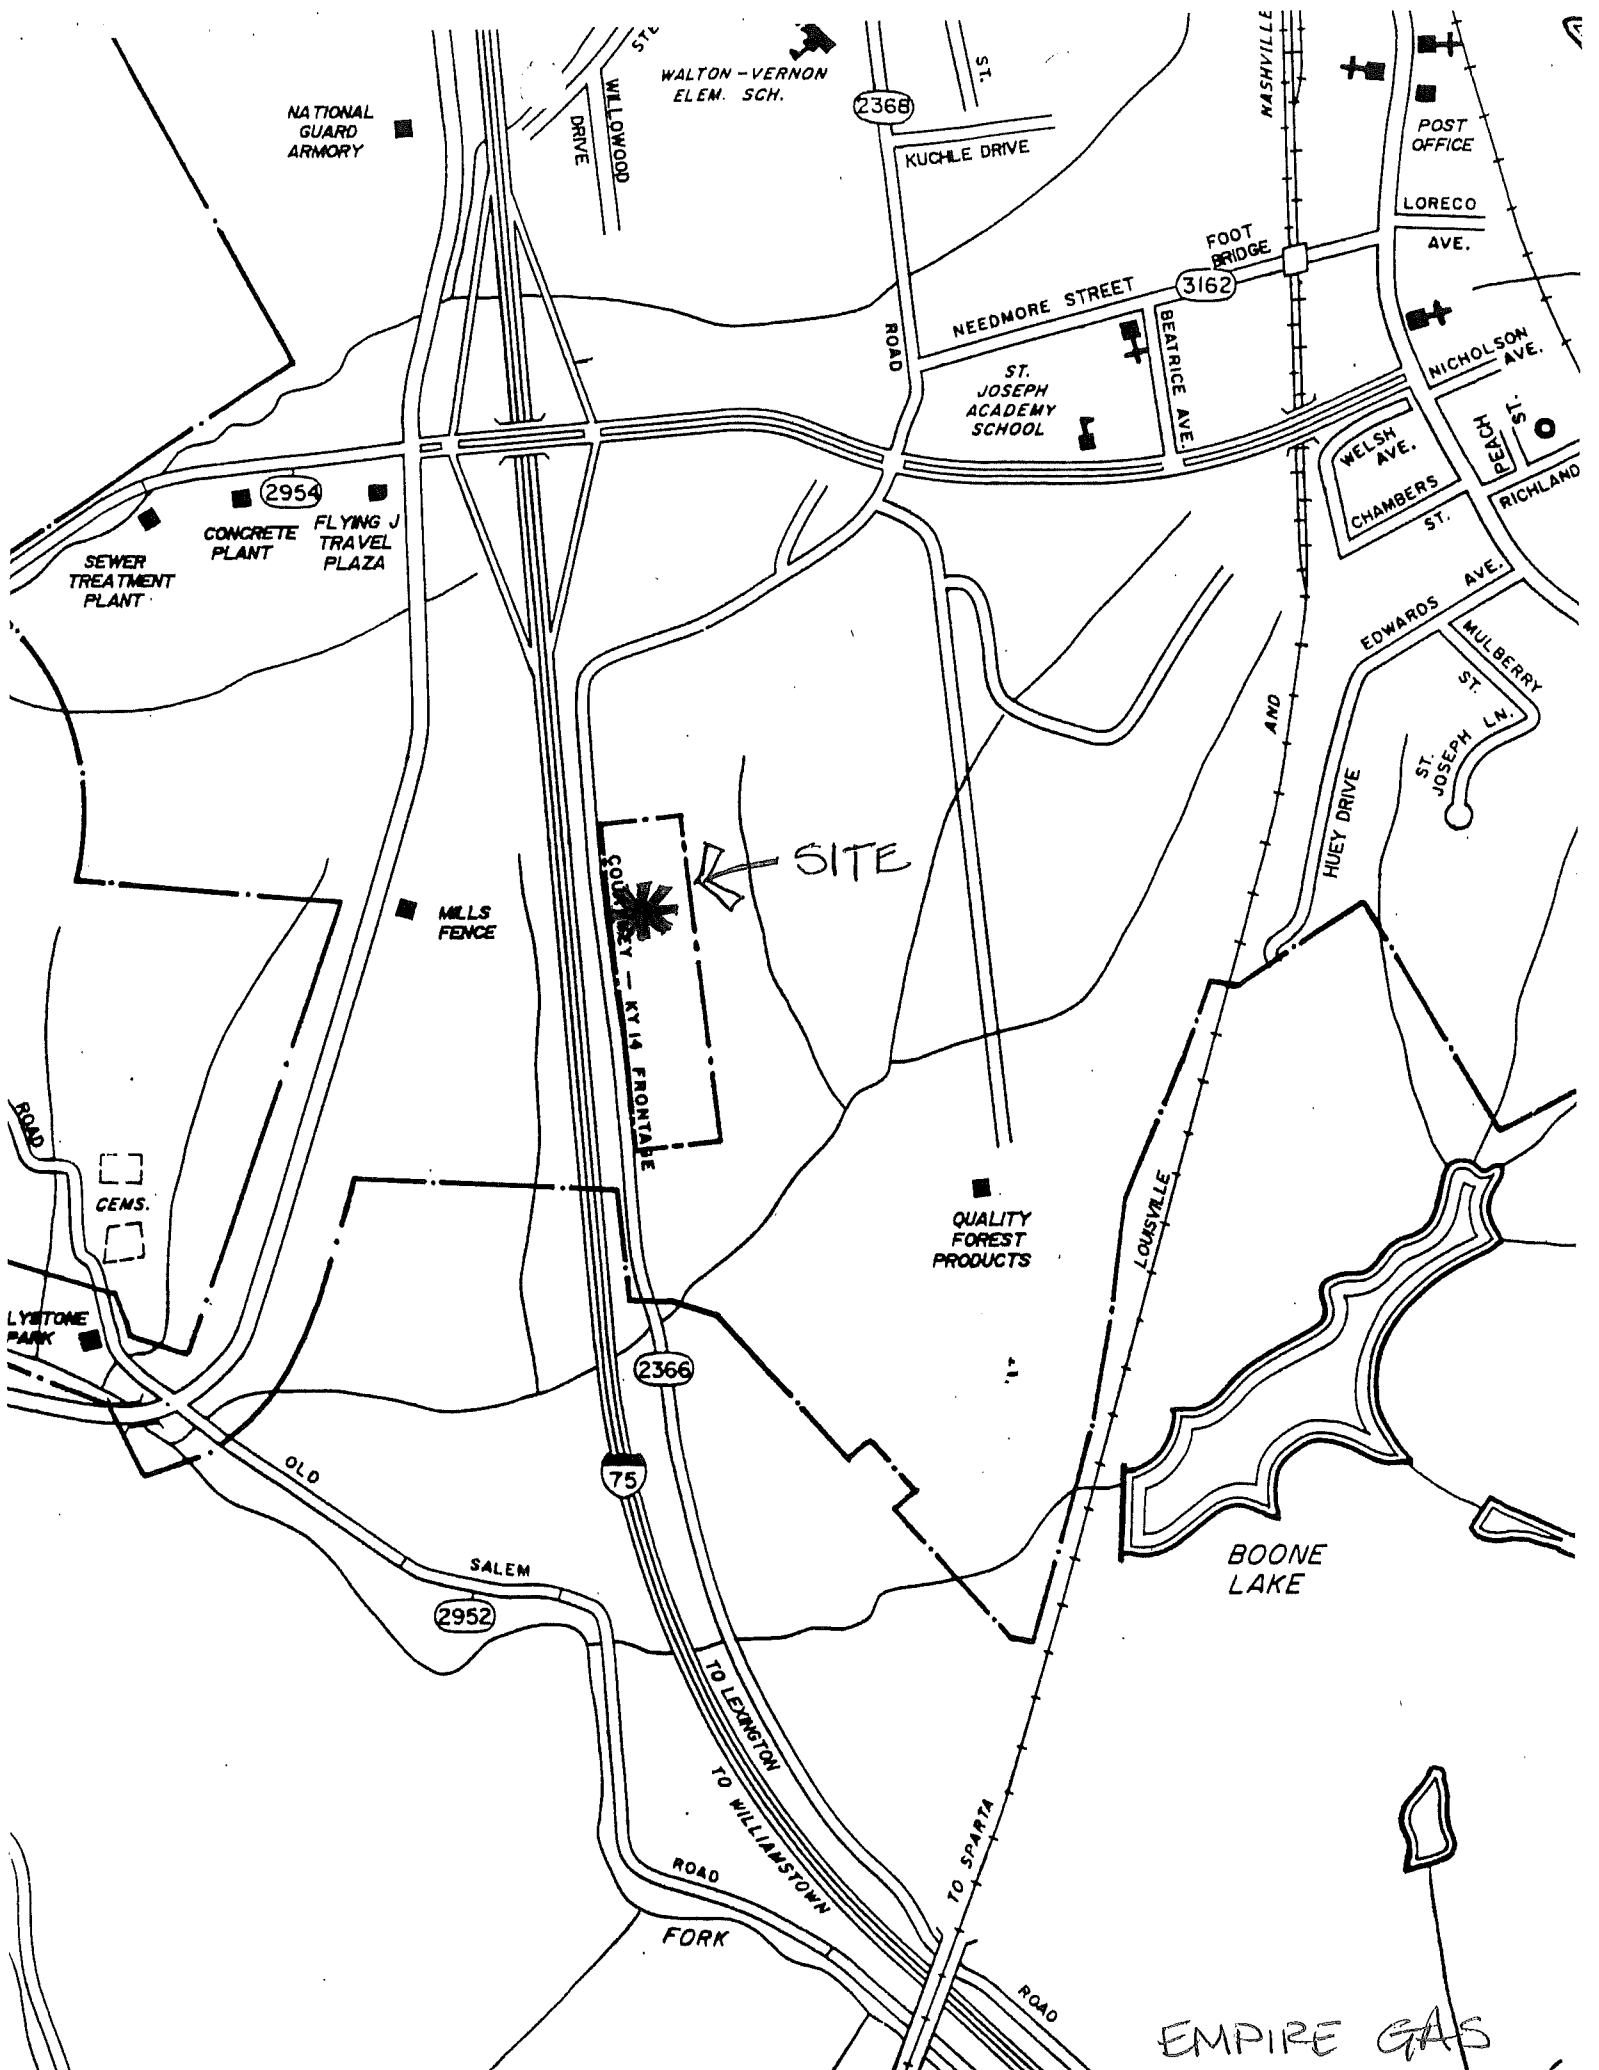 NASHVILLE
WALTON-VERNON
ELEM. SCH.
ST.
2368
NATIONAL
GUARD
ARMORY
WILLOWOOD
DRIVE
KUCHLE DRIVE
POST
OFFICE
LORECO
AVE.
FOOT
BRIDGE
3162
NEEDMORE STREET
ROAD
BEATRICE AVE.
ST.
JOSEPH
ACADEMY
SCHOOL
NICHOLSON
AVE.
PEACH
ST.
WELSH
AVE.
CHAMBERS
ST.
RICHLAND
2954
CONCRETE
PLANT
FLYING J
TRAVEL
PLAZA
SEWER
TREATMENT
PLANT
EDWARDS AVE.
MULBERRY
ST.
ST.
JOSEPH LN.
AND
HUEY DRIVE
SITE
MILLS
FENCE
KY 14 FRONTAGE
ROAD
CEMS.
QUALITY
FOREST
PRODUCTS
LOUISVILLE
PARK
2366
75
OLD
SALEM
2952
BOONE
LAKE
TO LEXINGTON
TO WILLIAMSTOWN
TO SPARTA
ROAD
FORK
ROAD
EMPIRE GAS